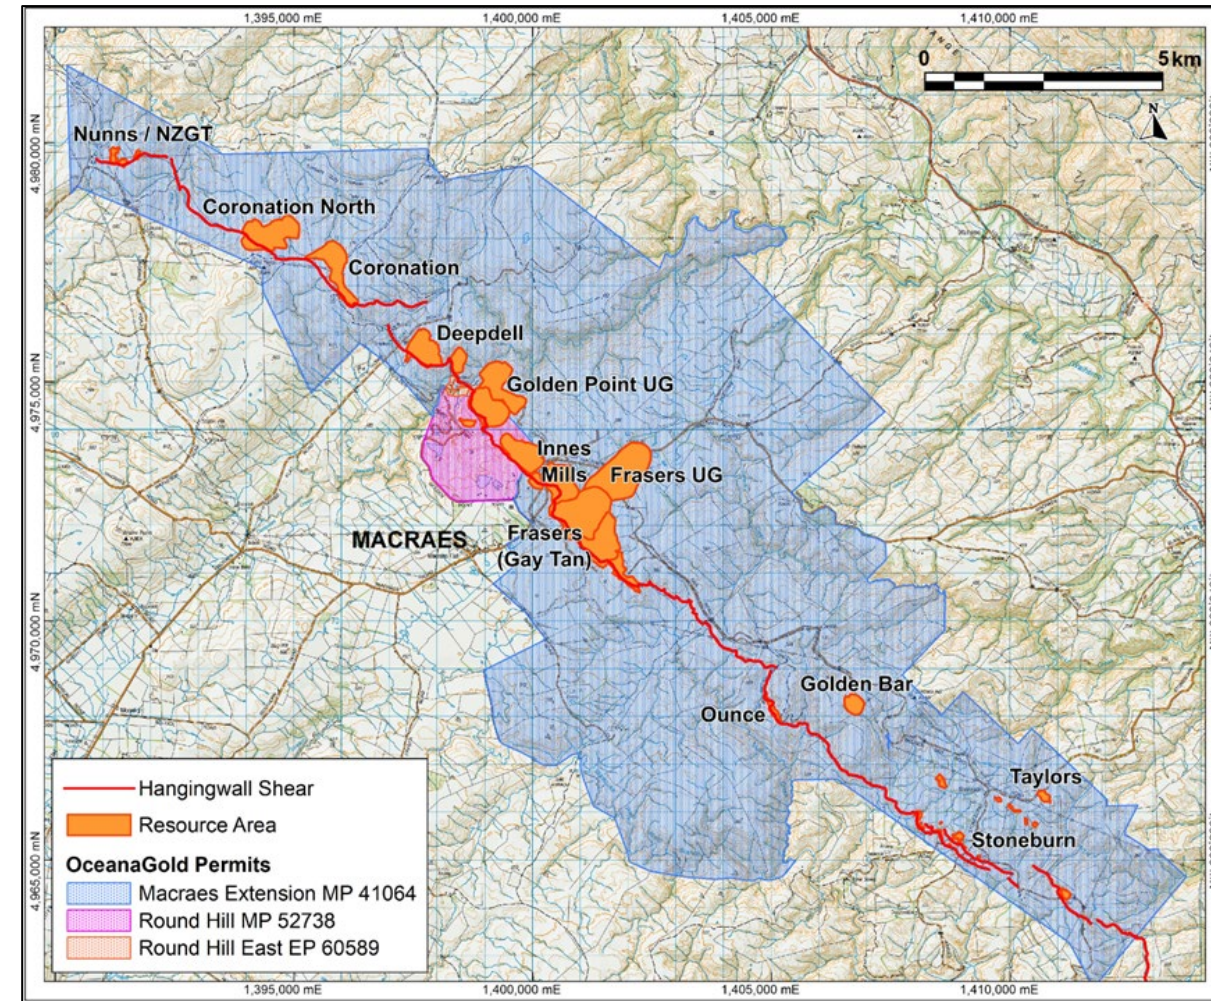 1,395,000 mE
1,400,000 mE
1,405,000 mE
1,410,000 mE
0
5km
N
4,980,000 mN
4,975,000 mN
4,970,000 mN
4,965,000 mN
Nunns / NZGT
Coronation North
Coronation
Deepdell
Golden Point UG
Innes
Mills
Frasers UG
MACRAES
Frasers
(Gay Tan)
Golden Bar
Ounce
Taylors
Stoneburn
Hangingwall Shear
Resource Area
OceanaGold Permits
Macraes Extension MP 41064
Round Hill MP 52738
Round Hill East EP 60589
1,395,000 mE
1,400,000 mE
1,405,000 mE
1,410,000 mE